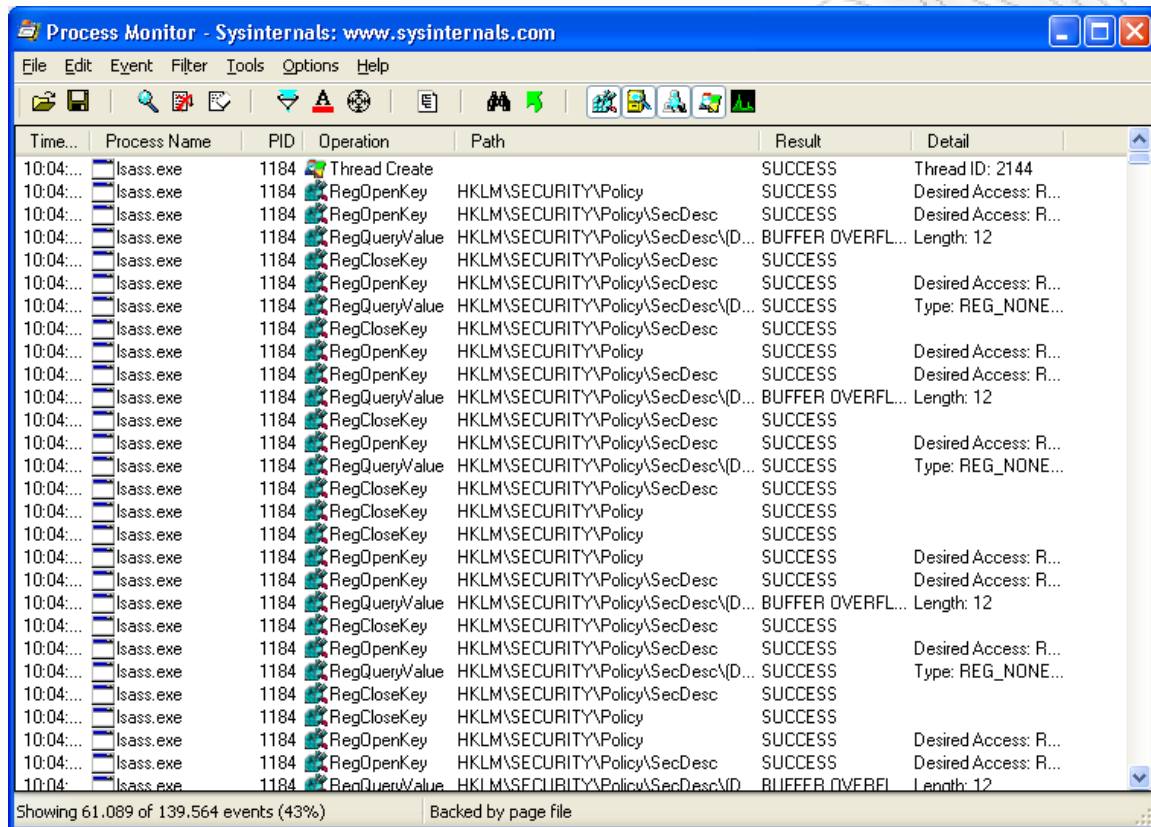 Process Monitor - Sysinternals: www.sysinternals.com
File Edit Event Filter Tools Options Help
Time... Process Name PID Operation Path Result Detail
10:04:... lsass.exe 1184 Thread Create SUCCESS Thread ID: 2144
10:04:... lsass.exe 1184 RegOpenKey HKLM\SECURITY\Policy SUCCESS Desired Access: R...
10:04:... lsass.exe 1184 RegOpenKey HKLM\SECURITY\Policy\SecDesc SUCCESS Desired Access: R...
10:04:... lsass.exe 1184 RegQueryValue HKLM\SECURITY\Policy\SecDesc\(D... BUFFER OVERFL... Length: 12
10:04:... lsass.exe 1184 RegCloseKey HKLM\SECURITY\Policy\SecDesc SUCCESS
10:04:... lsass.exe 1184 RegOpenKey HKLM\SECURITY\Policy\SecDesc SUCCESS Desired Access: R...
10:04:... lsass.exe 1184 RegQueryValue HKLM\SECURITY\Policy\SecDesc\(D... SUCCESS Type: REG_NONE...
10:04:... lsass.exe 1184 RegCloseKey HKLM\SECURITY\Policy\SecDesc SUCCESS
10:04:... lsass.exe 1184 RegOpenKey HKLM\SECURITY\Policy SUCCESS Desired Access: R...
10:04:... lsass.exe 1184 RegOpenKey HKLM\SECURITY\Policy\SecDesc SUCCESS Desired Access: R...
10:04:... lsass.exe 1184 RegQueryValue HKLM\SECURITY\Policy\SecDesc\(D... BUFFER OVERFL... Length: 12
10:04:... lsass.exe 1184 RegCloseKey HKLM\SECURITY\Policy\SecDesc SUCCESS
10:04:... lsass.exe 1184 RegOpenKey HKLM\SECURITY\Policy\SecDesc SUCCESS Desired Access: R...
10:04:... lsass.exe 1184 RegQueryValue HKLM\SECURITY\Policy\SecDesc\(D... SUCCESS Type: REG_NONE...
10:04:... lsass.exe 1184 RegCloseKey HKLM\SECURITY\Policy\SecDesc SUCCESS
10:04:... lsass.exe 1184 RegCloseKey HKLM\SECURITY\Policy SUCCESS
10:04:... lsass.exe 1184 RegCloseKey HKLM\SECURITY\Policy SUCCESS
10:04:... lsass.exe 1184 RegOpenKey HKLM\SECURITY\Policy SUCCESS Desired Access: R...
10:04:... lsass.exe 1184 RegOpenKey HKLM\SECURITY\Policy\SecDesc SUCCESS Desired Access: R...
10:04:... lsass.exe 1184 RegQueryValue HKLM\SECURITY\Policy\SecDesc\(D... BUFFER OVERFL... Length: 12
10:04:... lsass.exe 1184 RegCloseKey HKLM\SECURITY\Policy\SecDesc SUCCESS
10:04:... lsass.exe 1184 RegOpenKey HKLM\SECURITY\Policy\SecDesc SUCCESS Desired Access: R...
10:04:... lsass.exe 1184 RegQueryValue HKLM\SECURITY\Policy\SecDesc\(D... SUCCESS Type: REG_NONE...
10:04:... lsass.exe 1184 RegCloseKey HKLM\SECURITY\Policy\SecDesc SUCCESS
10:04:... lsass.exe 1184 RegCloseKey HKLM\SECURITY\Policy SUCCESS
10:04:... lsass.exe 1184 RegOpenKey HKLM\SECURITY\Policy SUCCESS Desired Access: R...
10:04:... lsass.exe 1184 RegOpenKey HKLM\SECURITY\Policy\SecDesc SUCCESS Desired Access: R...
10:04:... lsass.exe 1184 RegQueryValue HKLM\SECURITY\Policy\SecDesc\(D... BUFFER OVERFL... Length: 12
Showing 61.089 of 139.564 events (43%) Backed by page file